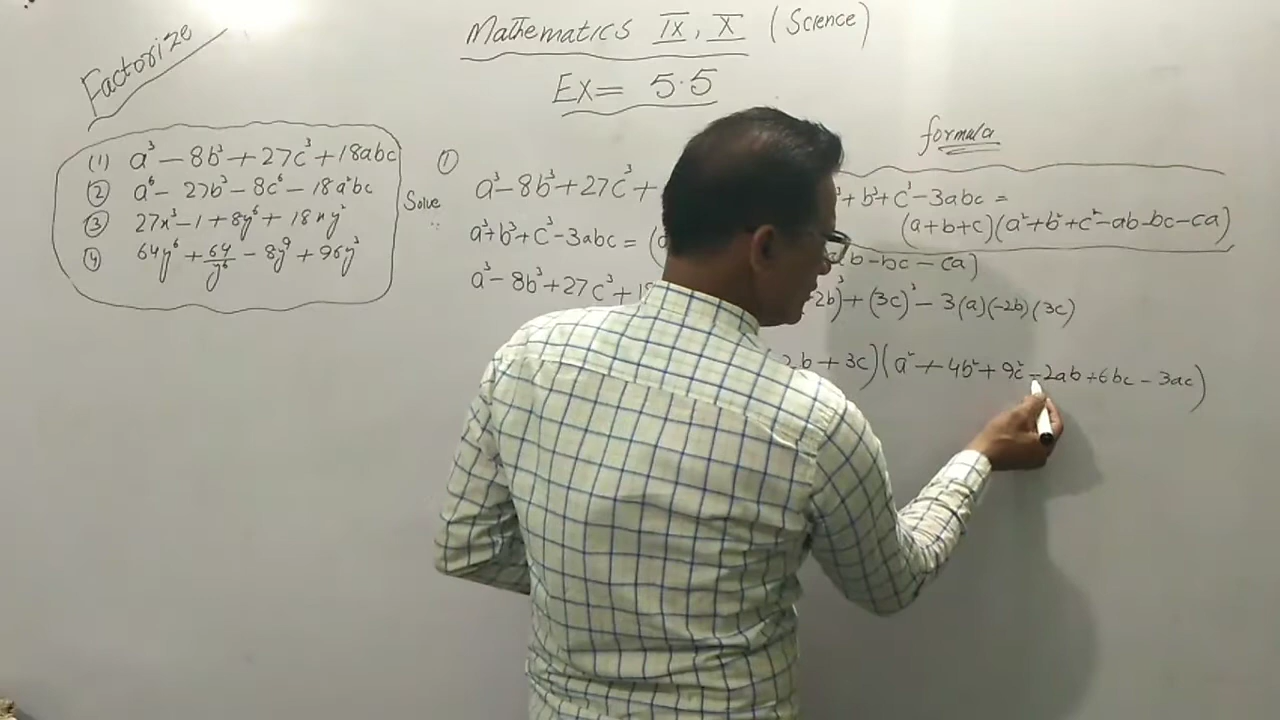 Factorize
Mathematics IX, X (Science)
Ex = 5.5
(1) a³ − 8b³ + 27c³ + 18abc
② a⁶ − 27b³ − 8c⁶ − 18a²bc
③ 27x³ − 1 + 8y⁶ + 18xy²
④ 64y⁶ + 64/y⁶ − 8y⁹ + 96y³
Solve
①
a³ − 8b³ + 27c³ +
a³ + b³ + c³ − 3abc = (
ab − bc − ca)
a³ − 8b³ + 27c³ + 1
2b)³ + (3c)³ − 3(a)(−2b)(3c)
2b + 3c)(a² + 4b² + 9c² − 2ab + 6bc − 3ac)
formula
³ + b³ + c³ − 3abc =
(a+b+c)(a²+b²+c²−ab−bc−ca)